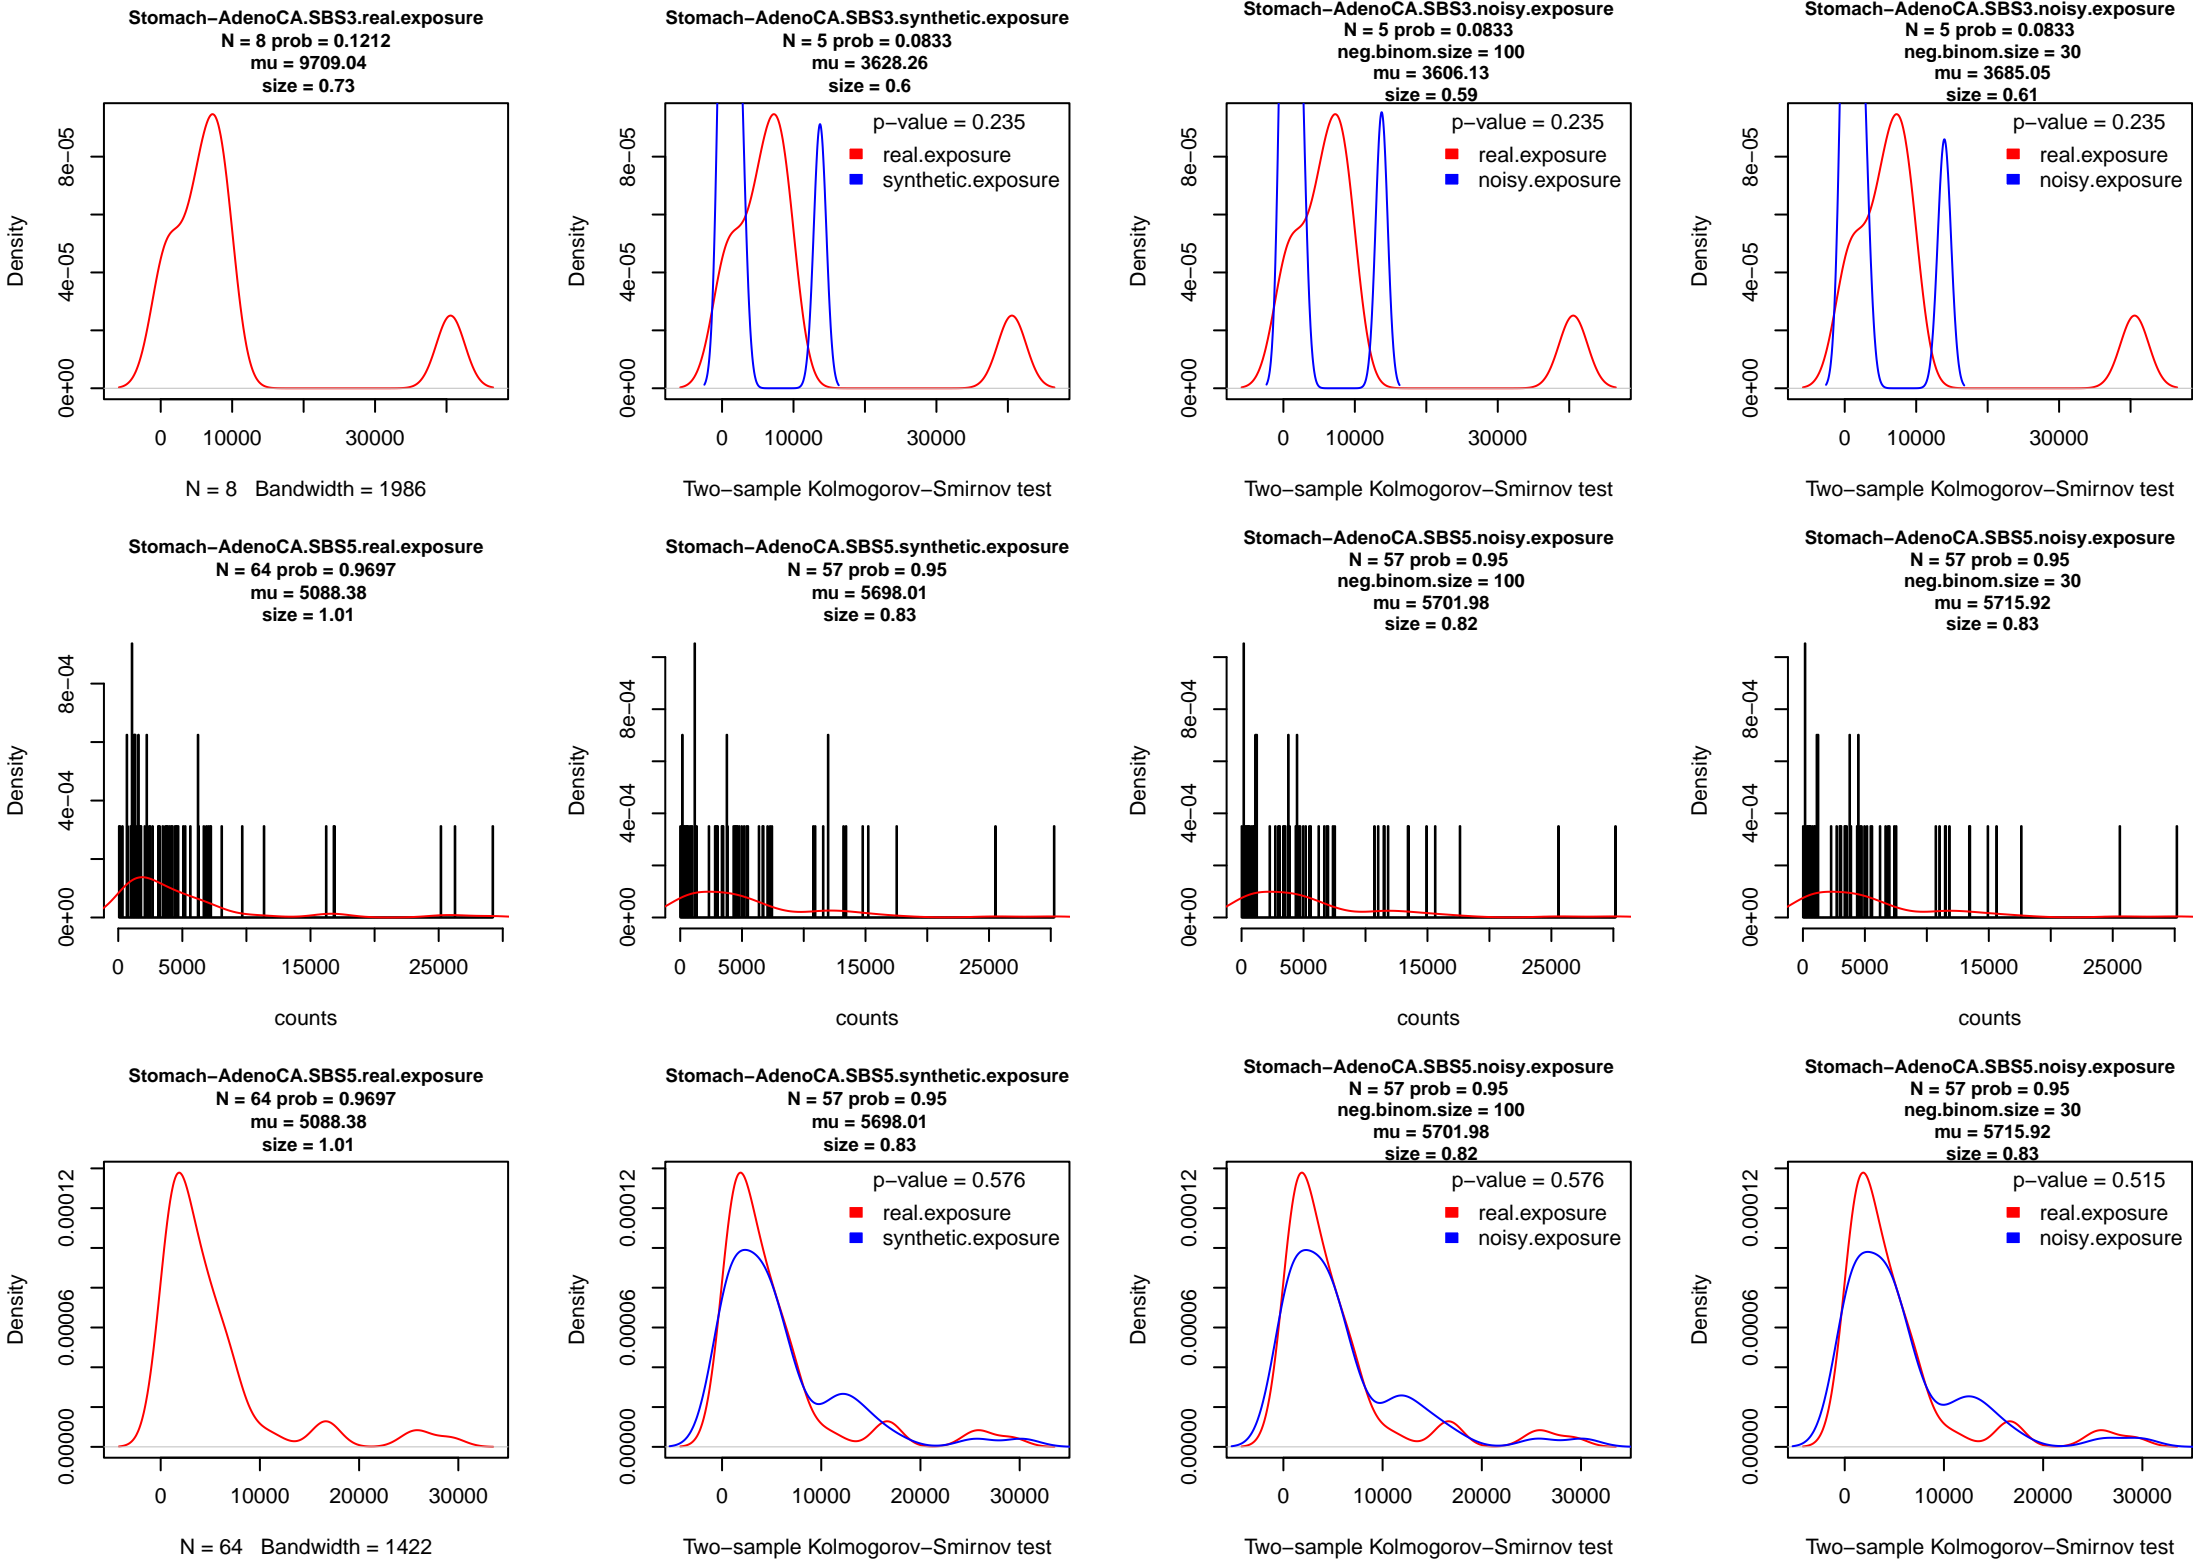 Stomach-AdenoCA.SBS3.real.exposure
N = 8 prob = 0.1212
mu = 9709.04
size = 0.73
Density
0e+00
4e-05
8e-05
0
10000
30000
N = 8 Bandwidth = 1986
Stomach-AdenoCA.SBS3.synthetic.exposure
N = 5 prob = 0.0833
mu = 3628.26
size = 0.6
p-value = 0.235
real.exposure
synthetic.exposure
Density
0e+00
4e-05
8e-05
0
10000
30000
Two-sample Kolmogorov-Smirnov test
Stomach-AdenoCA.SBS3.noisy.exposure
N = 5 prob = 0.0833
neg.binom.size = 100
mu = 3606.13
size = 0.59
p-value = 0.235
real.exposure
noisy.exposure
Density
0e+00
4e-05
8e-05
0
10000
30000
Two-sample Kolmogorov-Smirnov test
Stomach-AdenoCA.SBS3.noisy.exposure
N = 5 prob = 0.0833
neg.binom.size = 30
mu = 3685.05
size = 0.61
p-value = 0.235
real.exposure
noisy.exposure
Density
0e+00
4e-05
8e-05
0
10000
30000
Two-sample Kolmogorov-Smirnov test
Stomach-AdenoCA.SBS5.real.exposure
N = 64 prob = 0.9697
mu = 5088.38
size = 1.01
Density
0e+00
4e-04
8e-04
0
5000
15000
25000
counts
Stomach-AdenoCA.SBS5.synthetic.exposure
N = 57 prob = 0.95
mu = 5698.01
size = 0.83
Density
0e+00
4e-04
8e-04
0
5000
15000
25000
counts
Stomach-AdenoCA.SBS5.noisy.exposure
N = 57 prob = 0.95
neg.binom.size = 100
mu = 5701.98
size = 0.82
Density
0e+00
4e-04
8e-04
0
5000
15000
25000
counts
Stomach-AdenoCA.SBS5.noisy.exposure
N = 57 prob = 0.95
neg.binom.size = 30
mu = 5715.92
size = 0.83
Density
0e+00
4e-04
8e-04
0
5000
15000
25000
counts
Stomach-AdenoCA.SBS5.real.exposure
N = 64 prob = 0.9697
mu = 5088.38
size = 1.01
Density
0.00000
0.00006
0.00012
0
10000
20000
30000
N = 64 Bandwidth = 1422
Stomach-AdenoCA.SBS5.synthetic.exposure
N = 57 prob = 0.95
mu = 5698.01
size = 0.83
p-value = 0.576
real.exposure
synthetic.exposure
Density
0.00000
0.00006
0.00012
0
10000
20000
30000
Two-sample Kolmogorov-Smirnov test
Stomach-AdenoCA.SBS5.noisy.exposure
N = 57 prob = 0.95
neg.binom.size = 100
mu = 5701.98
size = 0.82
p-value = 0.576
real.exposure
noisy.exposure
Density
0.00000
0.00006
0.00012
0
10000
20000
30000
Two-sample Kolmogorov-Smirnov test
Stomach-AdenoCA.SBS5.noisy.exposure
N = 57 prob = 0.95
neg.binom.size = 30
mu = 5715.92
size = 0.83
p-value = 0.515
real.exposure
noisy.exposure
Density
0.00000
0.00006
0.00012
0
10000
20000
30000
Two-sample Kolmogorov-Smirnov test